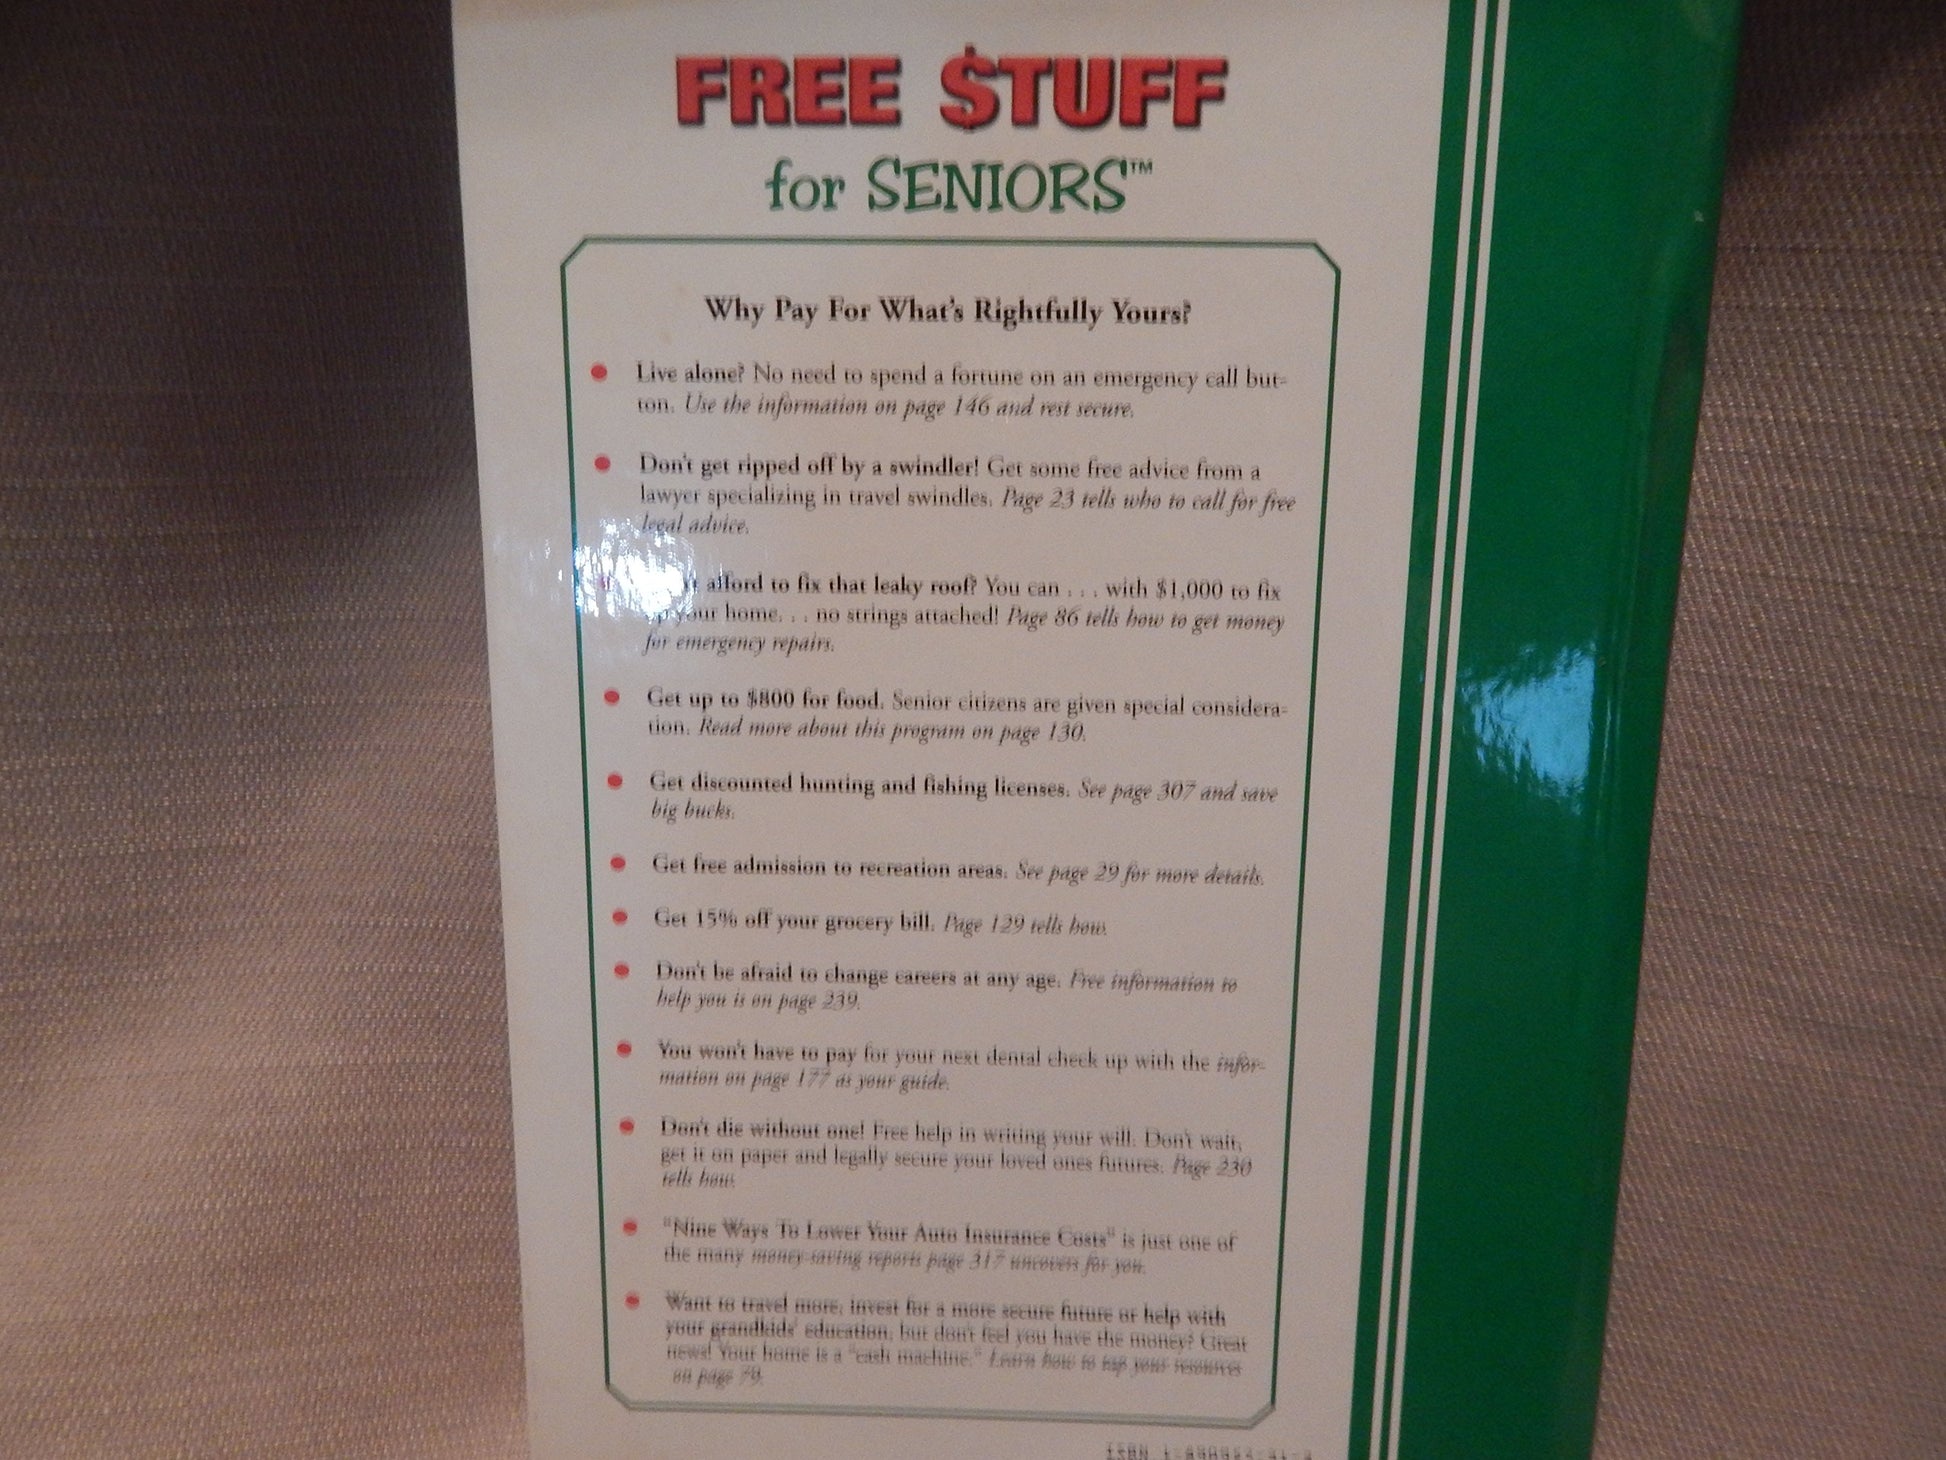 FREE $TUFF
for SENIORS™
Why Pay For What's Rightfully Yours?
Live alone? No need to spend a fortune on an emergency call but-
ton. Use the information on page 146 and rest secure.
Don't get ripped off by a swindler! Get some free advice from a
lawyer specializing in travel swindles. Page 23 tells who to call for free
legal advice.
afford to fix that leaky roof? You can . . . with $1,000 to fix
up your home. . . no strings attached! Page 86 tells how to get money
for emergency repairs.
Get up to $800 for food. Senior citizens are given special considera-
tion. Read more about this program on page 130.
Get discounted hunting and fishing licenses. See page 307 and save
big bucks.
Get free admission to recreation areas. See page 29 for more details.
Get 15% off your grocery bill. Page 129 tells how.
Don't be afraid to change careers at any age. Free information to
help you is on page 239.
You won't have to pay for your next dental check up with the infor-
mation on page 177 as your guide.
Don't die without one! Free help in writing your will. Don't wait,
get it on paper and legally secure your loved ones futures. Page 230
tells how.
"Nine Ways To Lower Your Auto Insurance Costs" is just one of
the many money-saving reports page 317 uncovers for you.
Want to travel more, invest for a more secure future or help with
your grandkids' education, but don't feel you have the money? Great
news! Your home is a "cash machine." Learn how to tap your resources
on page 79.
ISBN